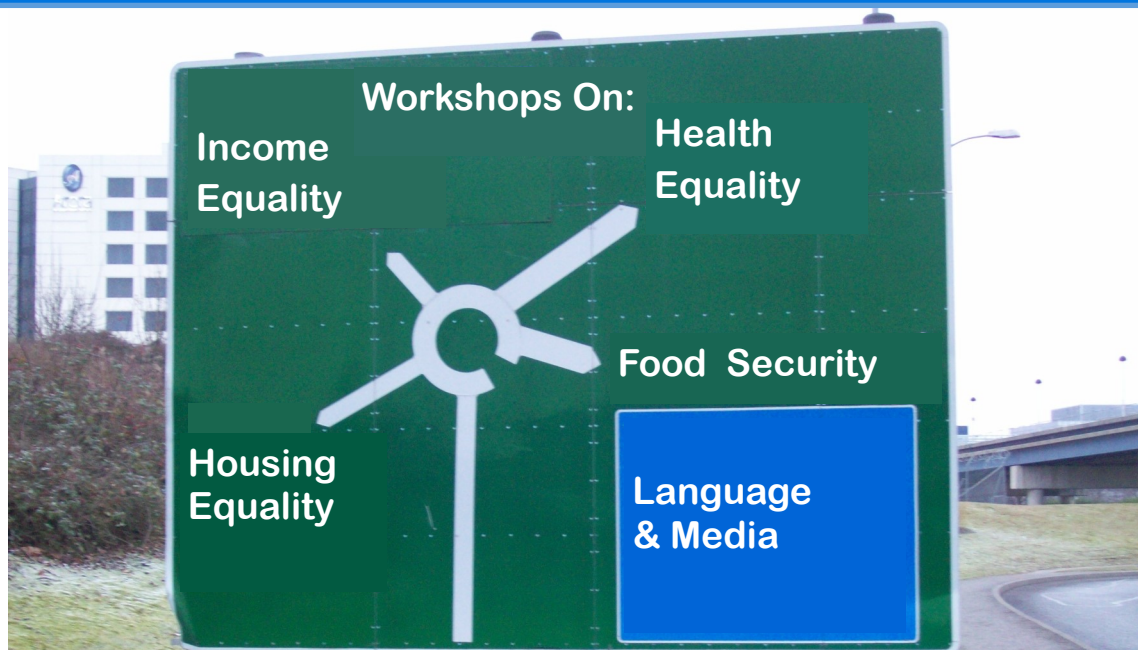 Workshops On:
Income
Equality
Health
Equality
Food Security
Housing
Equality
Language
& Media